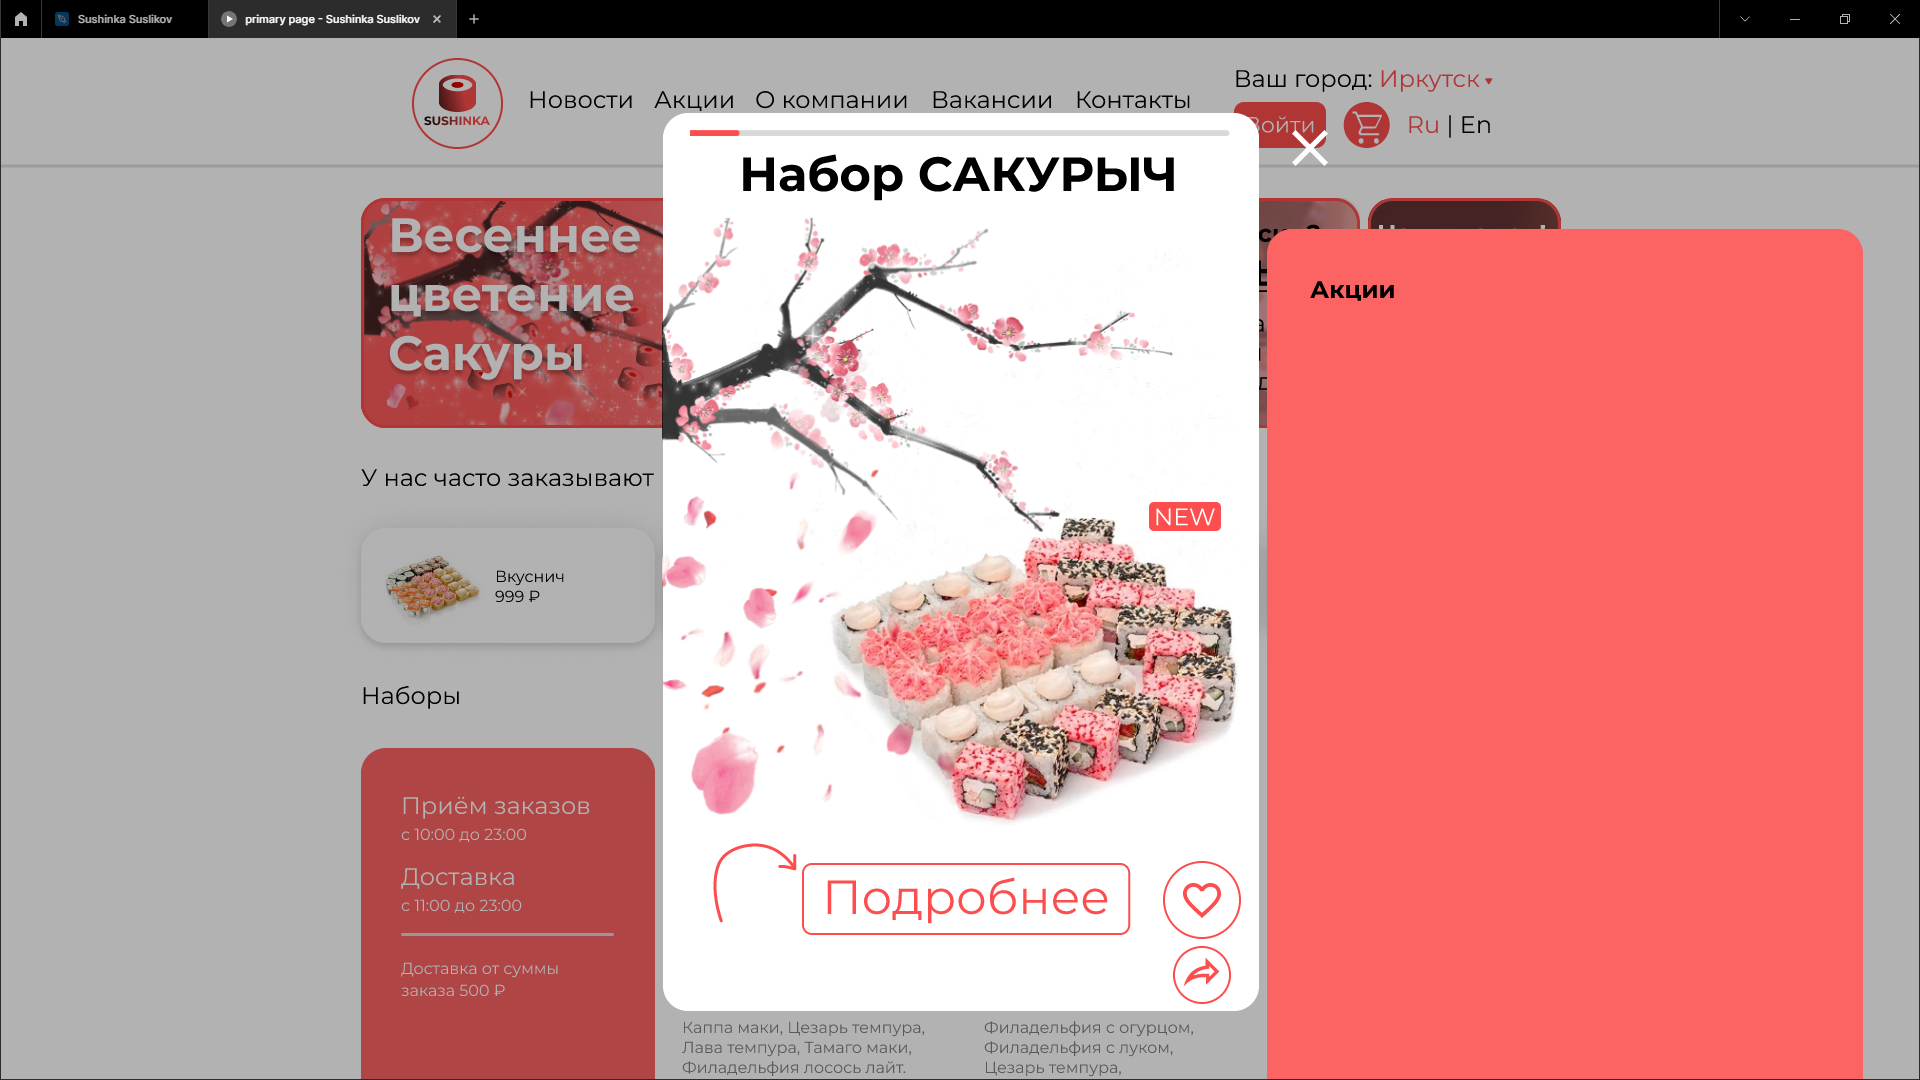 Sushinka Suslikov
primary page - Sushinka Suslikov
SUSHINKA
Новости Акции О компании Вакансии Контакты
Ваш город: Иркутск
Войти
Ru | En
Набор САКУРЫЧ
Весеннее
цветение
Сакуры
NEW
Подробнее
Акции
У нас часто заказывают
Вкуснич
999 ₽
Наборы
Приём заказов
с 10:00 до 23:00
Доставка
с 11:00 до 23:00
Доставка от суммы
заказа 500 ₽
Каппа маки, Цезарь темпура,
Лава темпура, Тамаго маки,
Филадельфия лосось лайт.
Филадельфия с огурцом,
Филадельфия с луком,
Цезарь темпура,